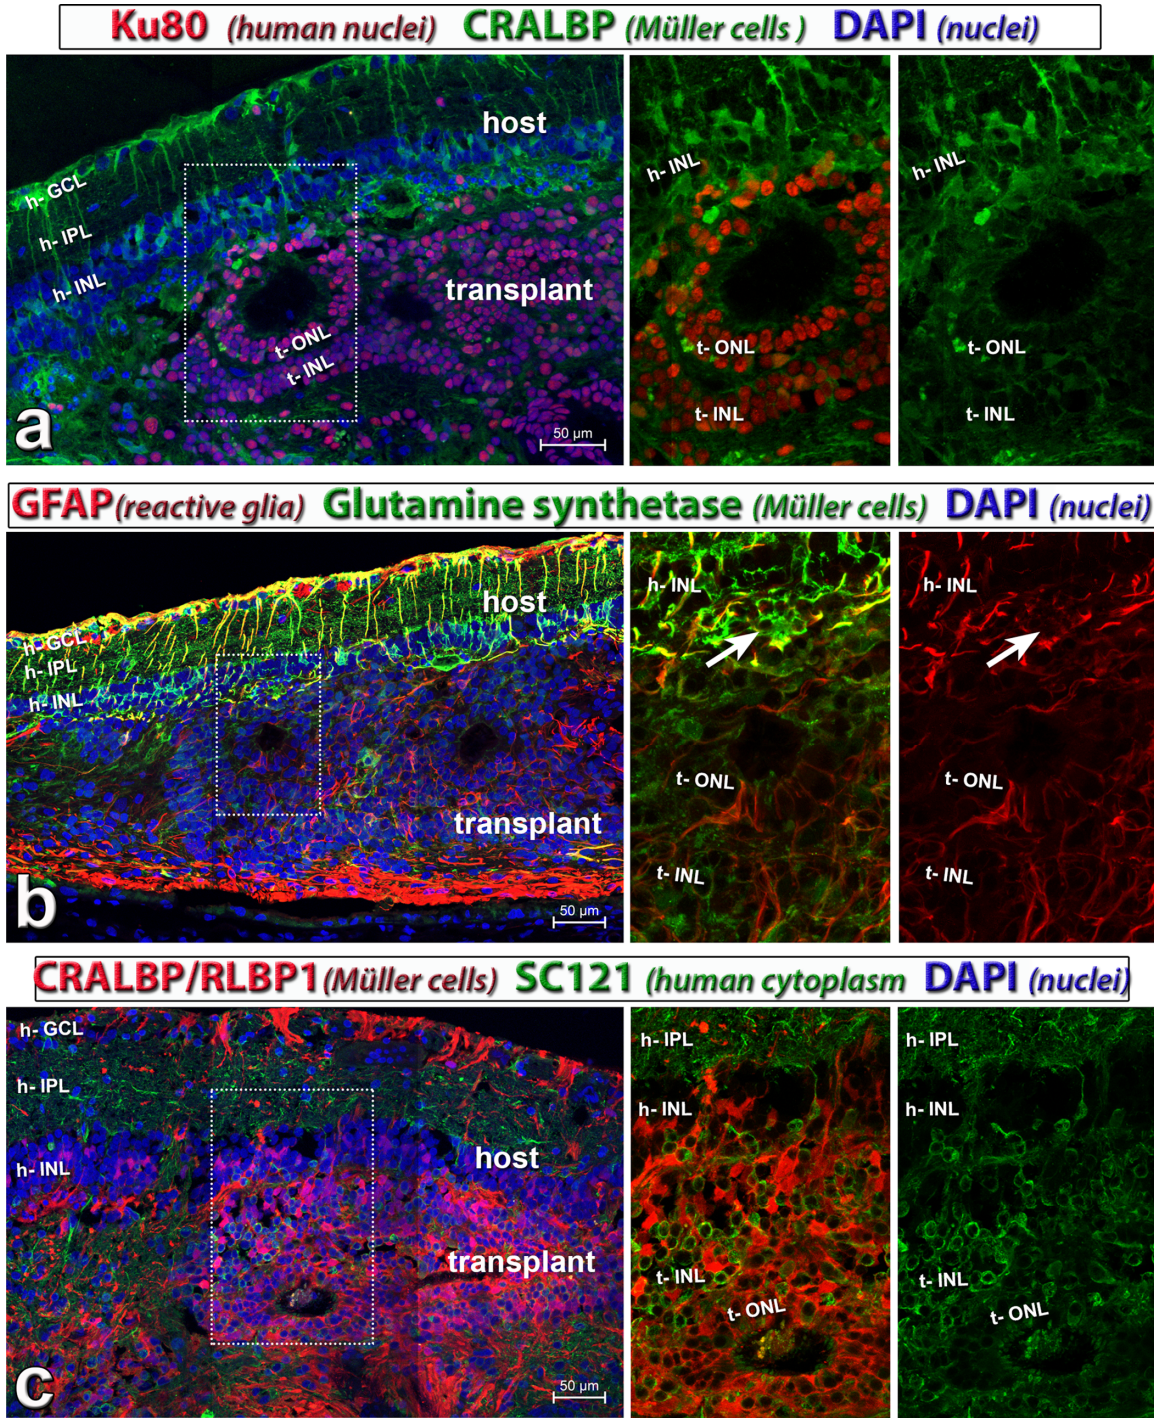 Ku80 (human nuclei) CRALBP (Müller cells ) DAPI (nuclei)
host
h- GCL
h- IPL
h- INL
transplant
t- ONL
t- INL
50 µm
a
h- INL
t- ONL
t- INL
t- ONL
t- INL
GFAP (reactive glia) Glutamine synthetase (Müller cells) DAPI (nuclei)
host
h- GCL
h- IPL
h- INL
transplant
50 µm
b
h- INL
t- ONL
t- INL
h- INL
t- ONL
t- INL
CRALBP/RLBP1 (Müller cells) SC121 (human cytoplasm DAPI (nuclei)
h- GCL
h- IPL
h- INL
host
transplant
50 µm
c
h- IPL
h- INL
t- INL
t- ONL
h- IPL
h- INL
t- INL
t- ONL